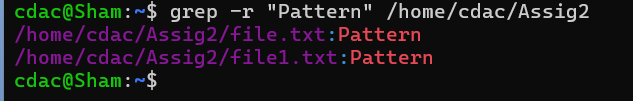 cdac@Sham:~$ grep -r "Pattern" /home/cdac/Assig2
/home/cdac/Assig2/file.txt:Pattern
/home/cdac/Assig2/file1.txt:Pattern
cdac@Sham:~$